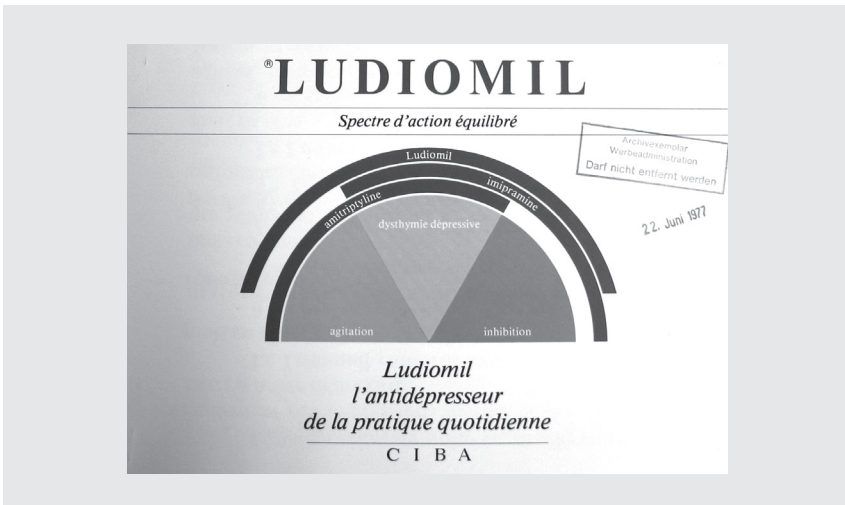 ®LUDIOMIL
Spectre d’action équilibré
Archivexemplar
Werbeadministration
Darf nicht entfernt werden
22. Juni 1977
Ludiomil
imipramine
amitriptyline
dysthymie dépressive
agitation
inhibition
Ludiomil
l’antidépresseur
de la pratique quotidienne
CIBA